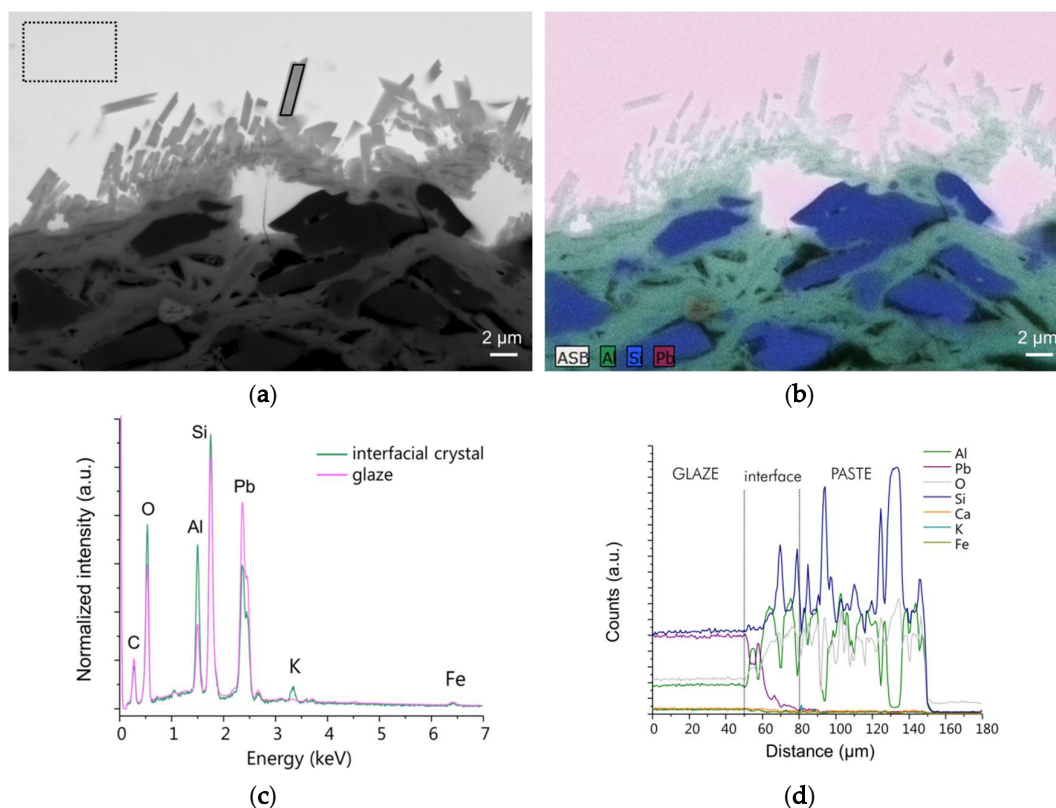 2 µm
2 µm
ASB Al Si Pb
(a)
(b)
Normalized intensity (a.u.)
C
O
Al
Si
Pb
K
Fe
interfacial crystal
glaze
0 1 2 3 4 5 6 7
Energy (keV)
(c)
Counts (a.u.)
GLAZE interface PASTE
Al
Pb
O
Si
Ca
K
Fe
0 20 40 60 80 100 120 140 160 180
Distance (µm)
(d)